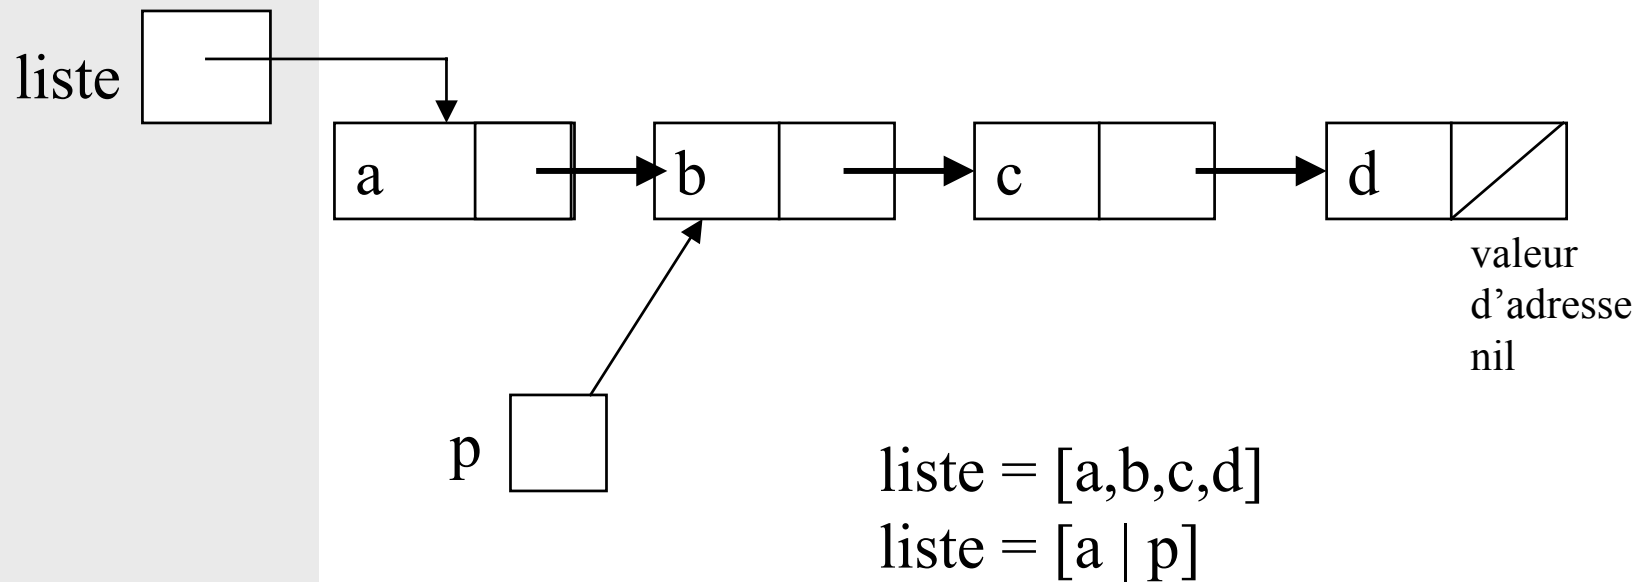 liste
a b c d
valeur
d’adresse
nil
p
liste = [a,b,c,d]
liste = [a | p]